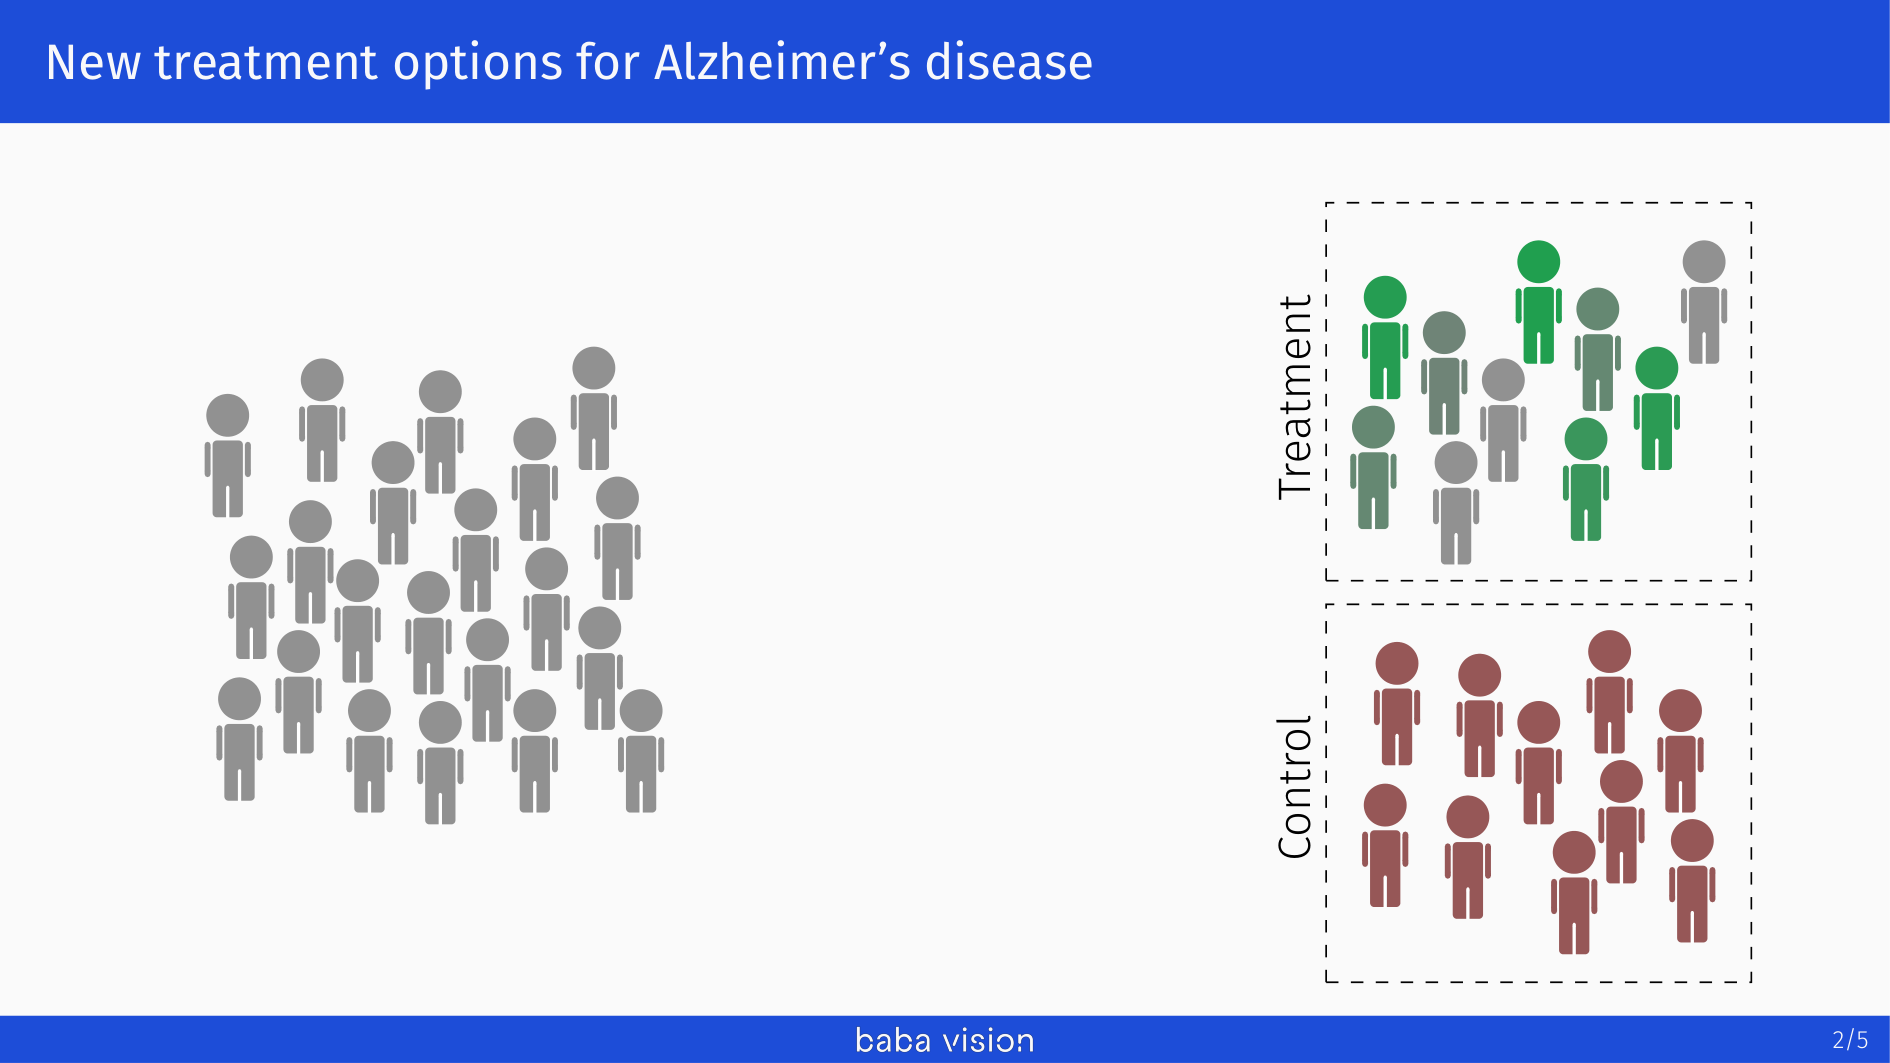 New treatment options for Alzheimer’s disease
Treatment
Control
baba vision
2/5